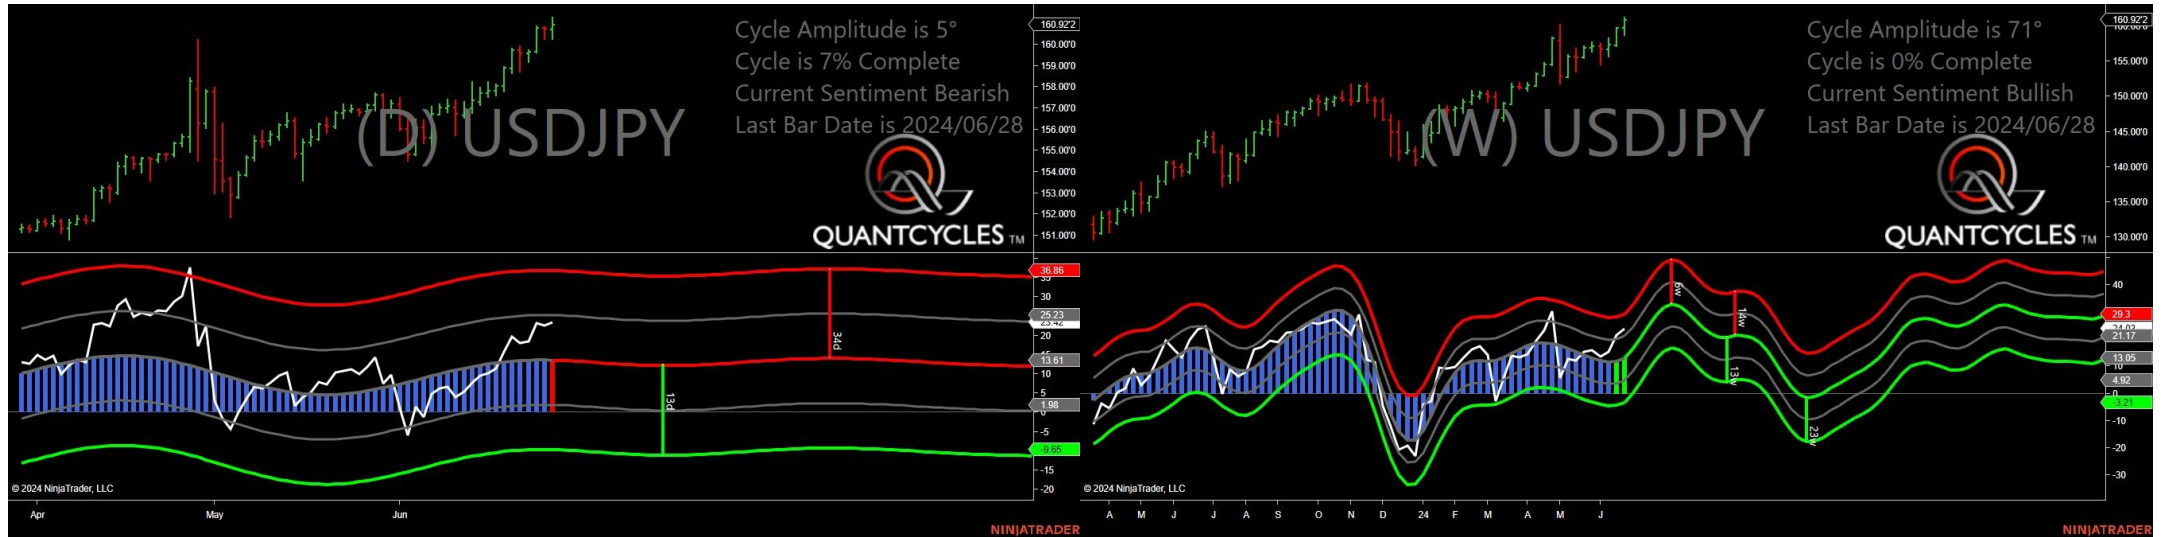 Cycle Amplitude is 5°
Cycle is 7% Complete
Current Sentiment Bearish
Last Bar Date is 2024/06/28
(D) USDJPY
QUANTCYCLES TM
160.92'2
160.00'0
159.00'0
158.00'0
157.00'0
156.00'0
155.00'0
154.00'0
153.00'0
152.00'0
151.00'0
36.86
30
25.23
20
13.61
10
5
1.98
0
-5
-9.65
-15
-20
34d
13d
© 2024 NinjaTrader, LLC
Apr
May
Jun
NINJATRADER
Cycle Amplitude is 71°
Cycle is 0% Complete
Current Sentiment Bullish
Last Bar Date is 2024/06/28
(W) USDJPY
QUANTCYCLES TM
160.92'2
155.00'0
150.00'0
145.00'0
140.00'0
135.00'0
130.00'0
40
29.3
21.17
13.05
10
4.92
-3.21
-10
-20
-30
6w
14w
13w
23w
© 2024 NinjaTrader, LLC
A M J J A S O N D 24 F M A M J
NINJATRADER